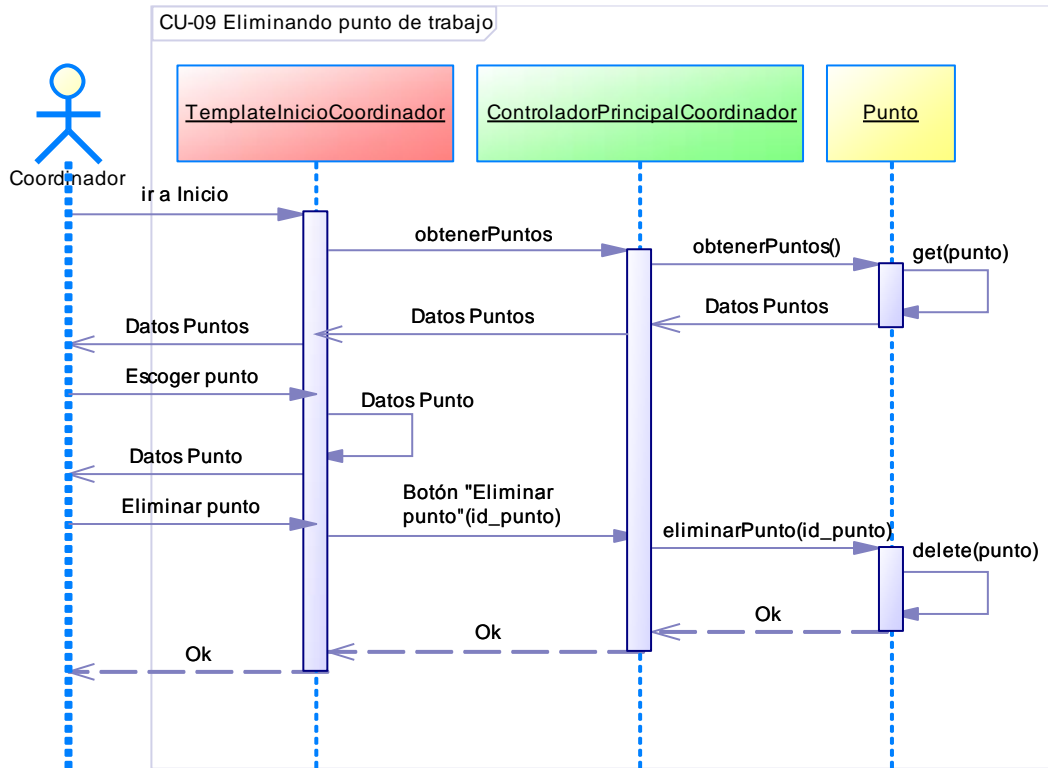 CU-09 Eliminando punto de trabajo
TemplateInicioCoordinador
ControladorPrincipalCoordinador
Punto
Coordinador
ir a Inicio
obtenerPuntos
obtenerPuntos()
get(punto)
Datos Puntos
Datos Puntos
Datos Puntos
Escoger punto
Datos Punto
Datos Punto
Eliminar punto
Botón "Eliminar
punto"(id_punto)
eliminarPunto(id_punto)
delete(punto)
Ok
Ok
Ok